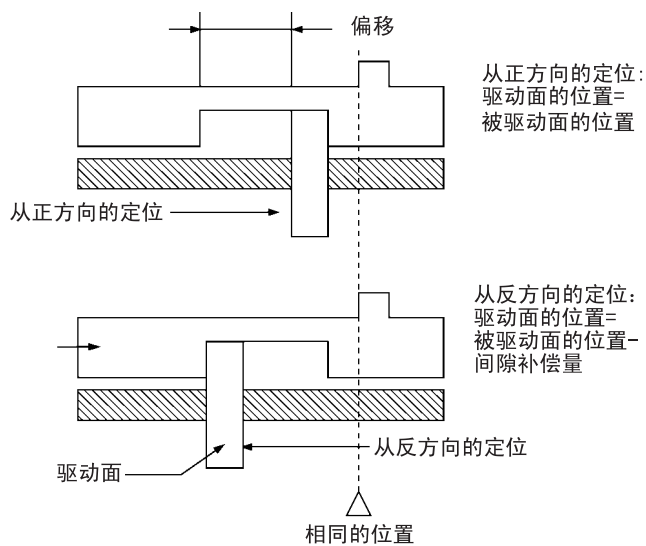 偏移
从正方向的定位:
驱动面的位置=
被驱动面的位置
从正方向的定位
从反方向的定位:
驱动面的位置=
被驱动面的位置-
间隙补偿量
从反方向的定位
驱动面
相同的位置